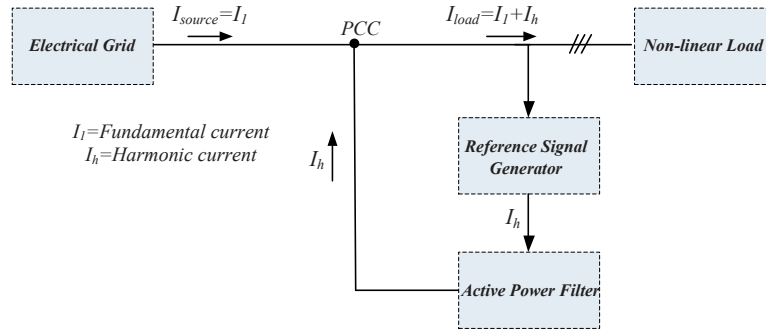 I_source=I_1
I_load=I_1+I_h
Electrical Grid
PCC
Non-linear Load
I_1=Fundamental current
I_h=Harmonic current
I_h
Reference Signal
Generator
I_h
Active Power Filter